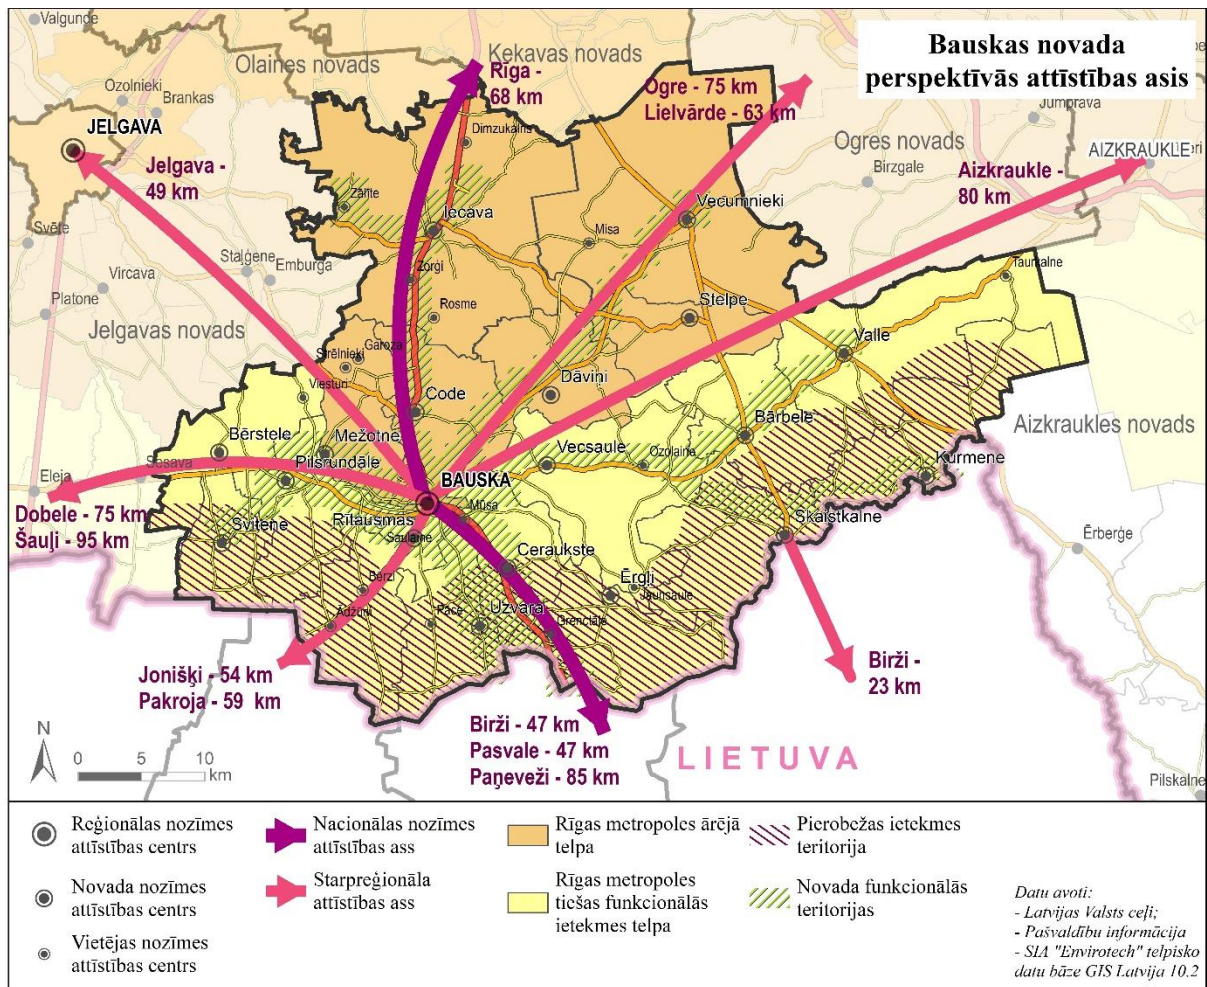 Bauskas novada
perspektīvās attīstības asis
Valgunde
Olaines novads
Ķekavas novads
Rīga -
68 km
Ogre - 75 km
Lielvārde - 63 km
Ozolnieki
Brankas
JELGAVA
Dimzukalns
Jumprava
Ogres novads
Birzgale
AIZKRAUKLE
Jelgava -
49 km
Aizkraukle -
80 km
Zālīte
Iecava
Vecumnieki
Misa
Svēte
Staļģene
Emburga
Vircava
Platone
Zorģi
Taurkalne
Rosme
Stelpe
Jelgavas novads
Valle
Strēlnieki
Garoza
Viesturi
Code
Dāviņi
Bārbele
Aizkraukles novads
Bērstele
Mežotne
Vecsaule
Ozolaine
Kurmene
Eleja
Sesava
Pilsrundāle
BAUSKA
Mūsa
Dobele - 75 km
Šauļi - 95 km
Svitene
Rītausmas
Saulaine
Skaistkalne
Ērberģe
Ceraukste
Bērzi
Ērgļi
Jaunsaule
Ādžūni
Pāce
Uzvara
Grenctāle
Jonišķi - 54 km
Pakroja - 59 km
Birži -
23 km
Birži - 47 km
Pasvale - 47 km
Paņeveži - 85 km
LIETUVA
Pilskalne
N
0 5 10
km
Reģionālas nozīmes
attīstības centrs
Novada nozīmes
attīstības centrs
Vietējas nozīmes
attīstības centrs
Nacionālas nozīmes
attīstības ass
Starpreģionāla
attīstības ass
Rīgas metropoles ārējā
telpa
Rīgas metropoles
tiešas funkcionālās
ietekmes telpa
Pierobežas ietekmes
teritorija
Novada funkcionālās
teritorijas
Datu avoti:
- Latvijas Valsts ceļi;
- Pašvaldību informācija
- SIA "Envirotech" telpisko
datu bāze GIS Latvija 10.2